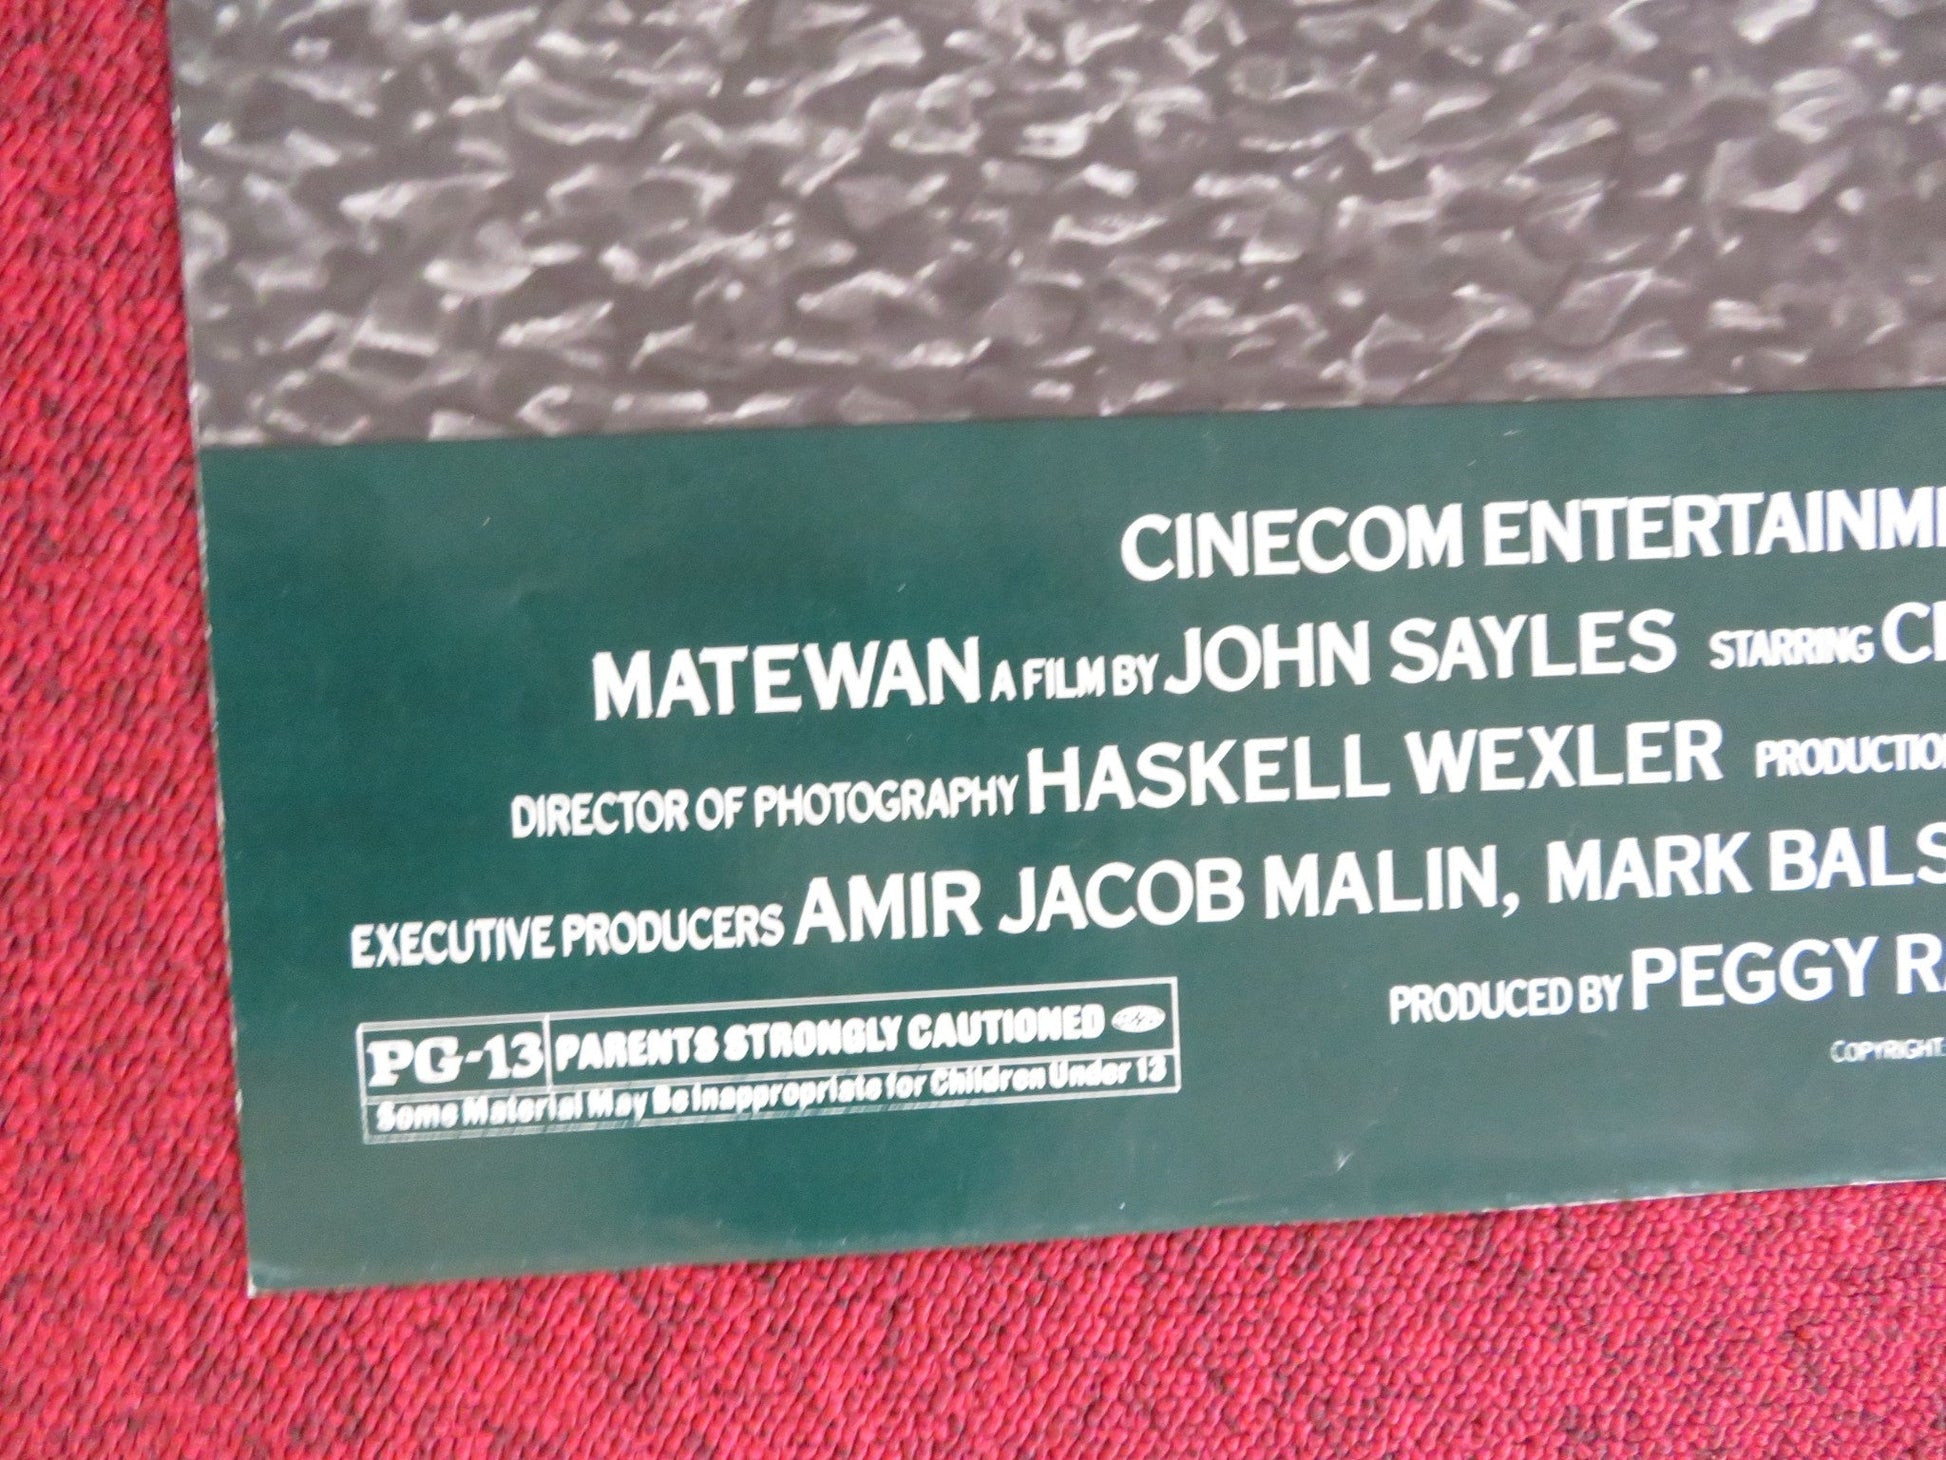 CINECOM ENTERTAINME
MATEWAN A FILM BY JOHN SAYLES STARRING C
DIRECTOR OF PHOTOGRAPHY HASKELL WEXLER PRODUCTIO
EXECUTIVE PRODUCERS AMIR JACOB MALIN, MARK BALS
PG-13 PARENTS STRONGLY CAUTIONED
Some Material May Be Inappropriate for Children Under 13
PRODUCED BY PEGGY RA
COPYRIGHT